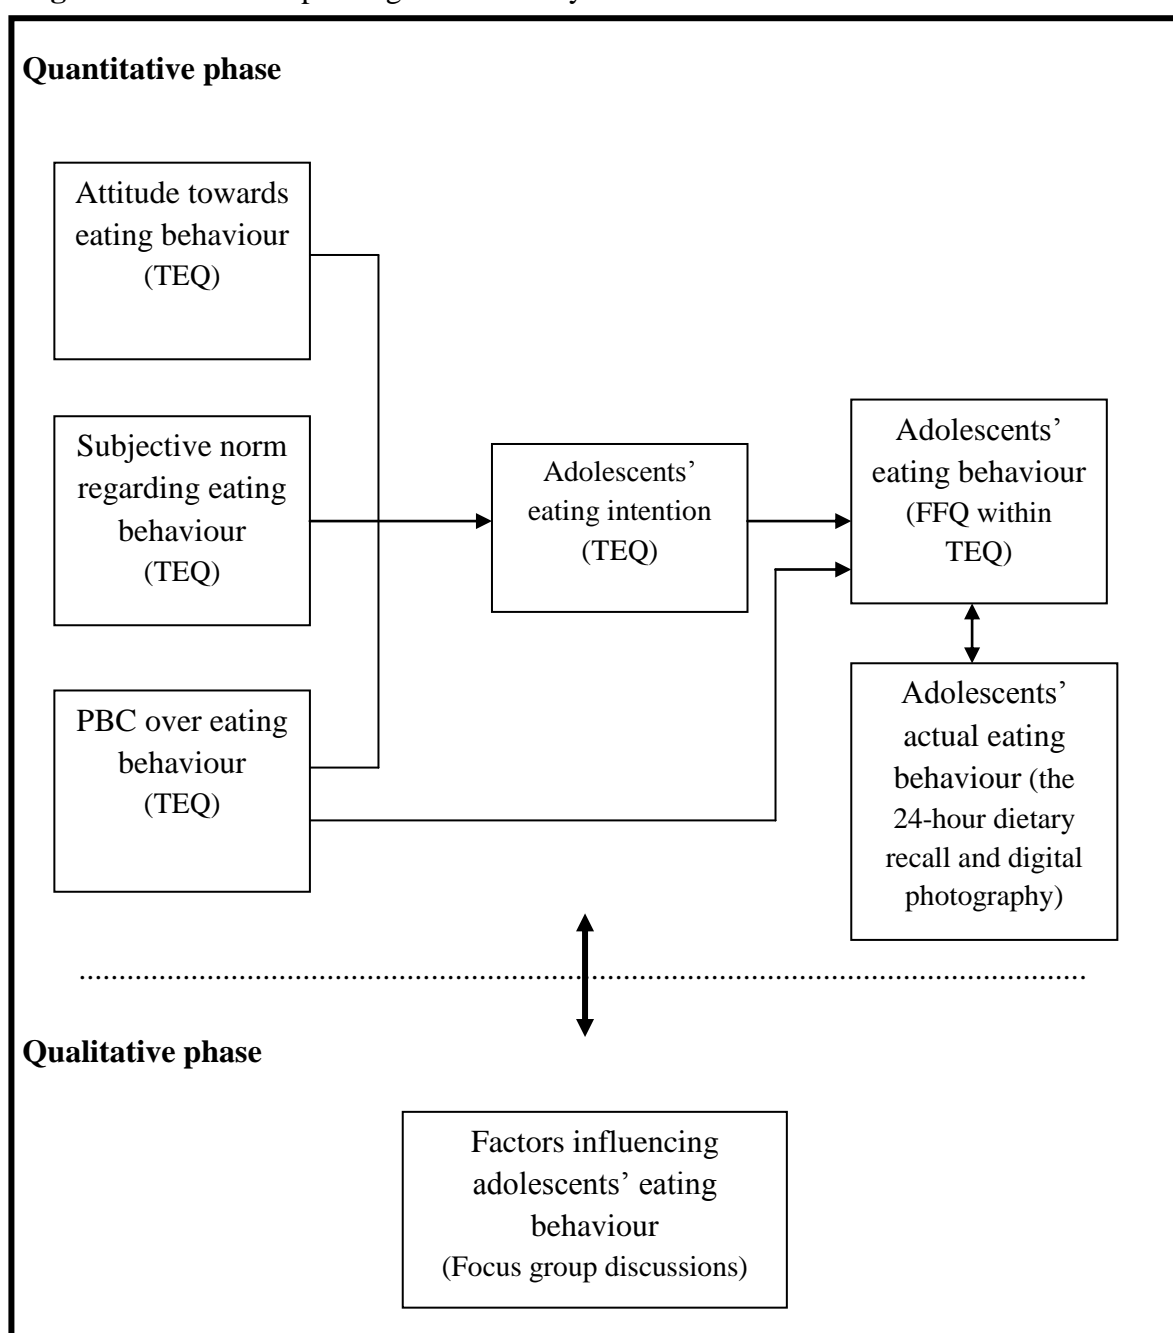 Quantitative phase
Attitude towards
eating behaviour
(TEQ)
Subjective norm
regarding eating
behaviour
(TEQ)
PBC over eating
behaviour
(TEQ)
Adolescents’
eating intention
(TEQ)
Adolescents’
eating behaviour
(FFQ within
TEQ)
Adolescents’
actual eating
behaviour (the
24-hour dietary
recall and digital
photography)
Qualitative phase
Factors influencing
adolescents’ eating
behaviour
(Focus group discussions)